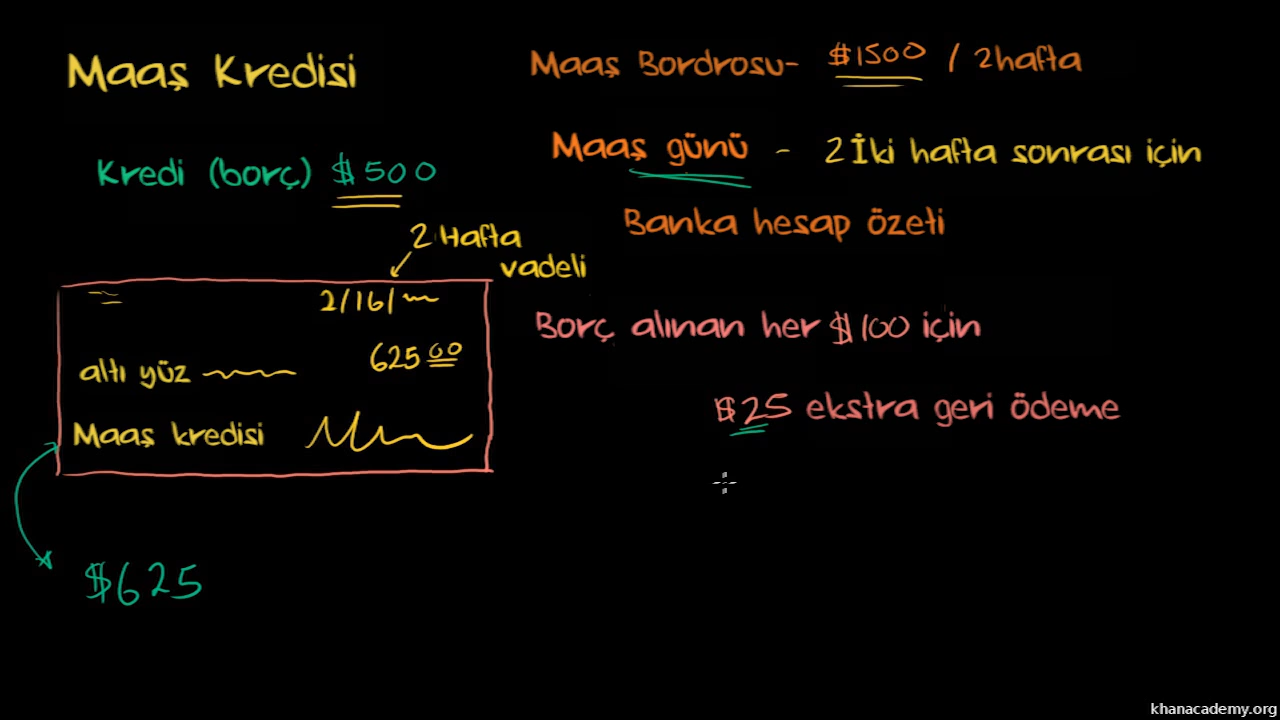 Maaş Kredisi
Kredi (borç) $500
2 Hafta
vadeli
2/16/
625 00
altı yüz
Maaş kredisi
$625
Maaş Bordrosu- $1500 / 2hafta
Maaş günü - 2 İki hafta sonrası için
Banka hesap özeti
Borç alınan her $100 için
$25 ekstra geri ödeme
khanacademy.org